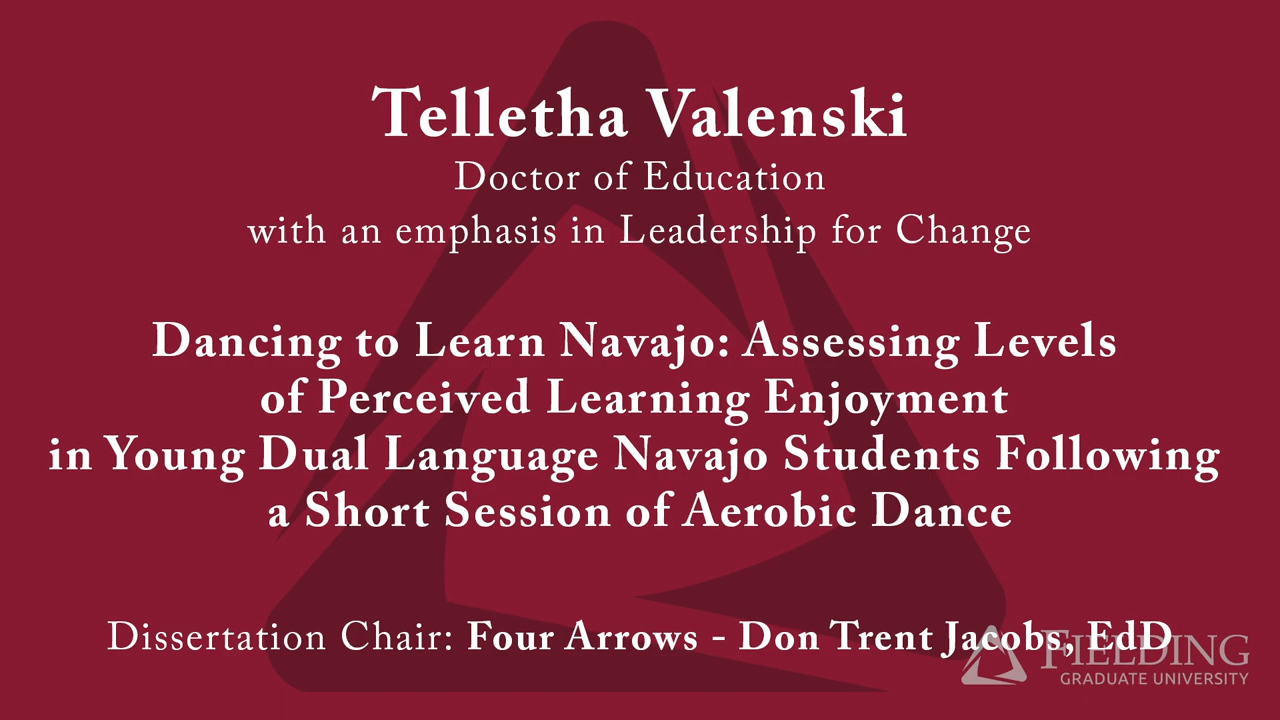 Telletha Valenski
Doctor of Education
with an emphasis in Leadership for Change
Dancing to Learn Navajo: Assessing Levels
of Perceived Learning Enjoyment
in Young Dual Language Navajo Students Following
a Short Session of Aerobic Dance
Dissertation Chair: Four Arrows - Don Trent Jacobs, EdD
FIELDING
GRADUATE UNIVERSITY